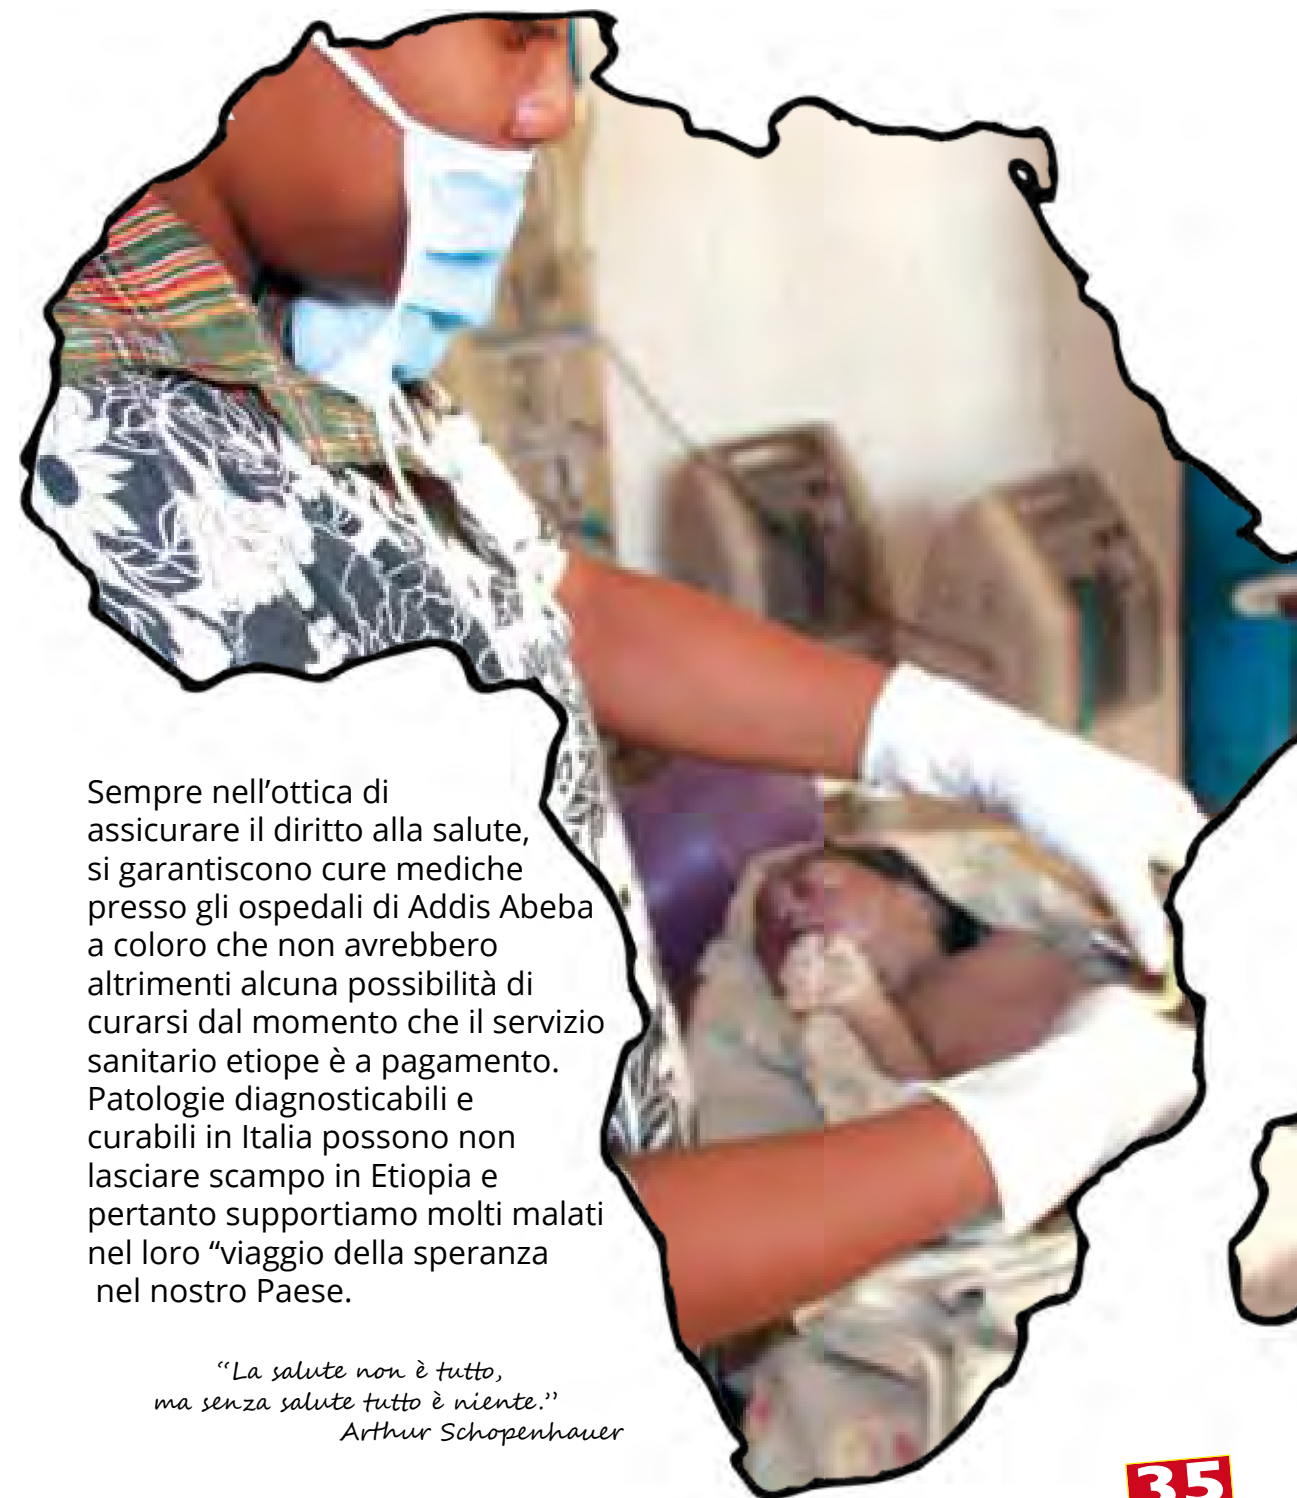 Sempre nell’ottica di
assicurare il diritto alla salute,
si garantiscono cure mediche
presso gli ospedali di Addis Abeba
a coloro che non avrebbero
altrimenti alcuna possibilità di
curarsi dal momento che il servizio
sanitario etiope è a pagamento.
Patologie diagnosticabili e
curabili in Italia possono non
lasciare scampo in Etiopia e
pertanto supportiamo molti malati
nel loro “viaggio della speranza
nel nostro Paese.
“La salute non è tutto,
ma senza salute tutto è niente.”
Arthur Schopenhauer
35